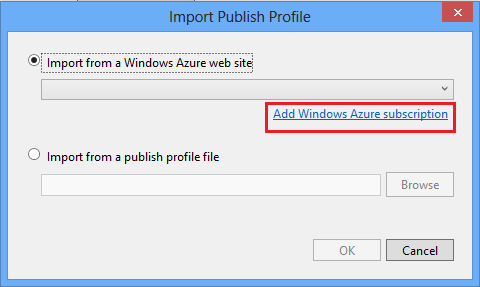 Import Publish Profile
Import from a Windows Azure web site
Add Windows Azure subscription
Import from a publish profile file
Browse
OK
Cancel